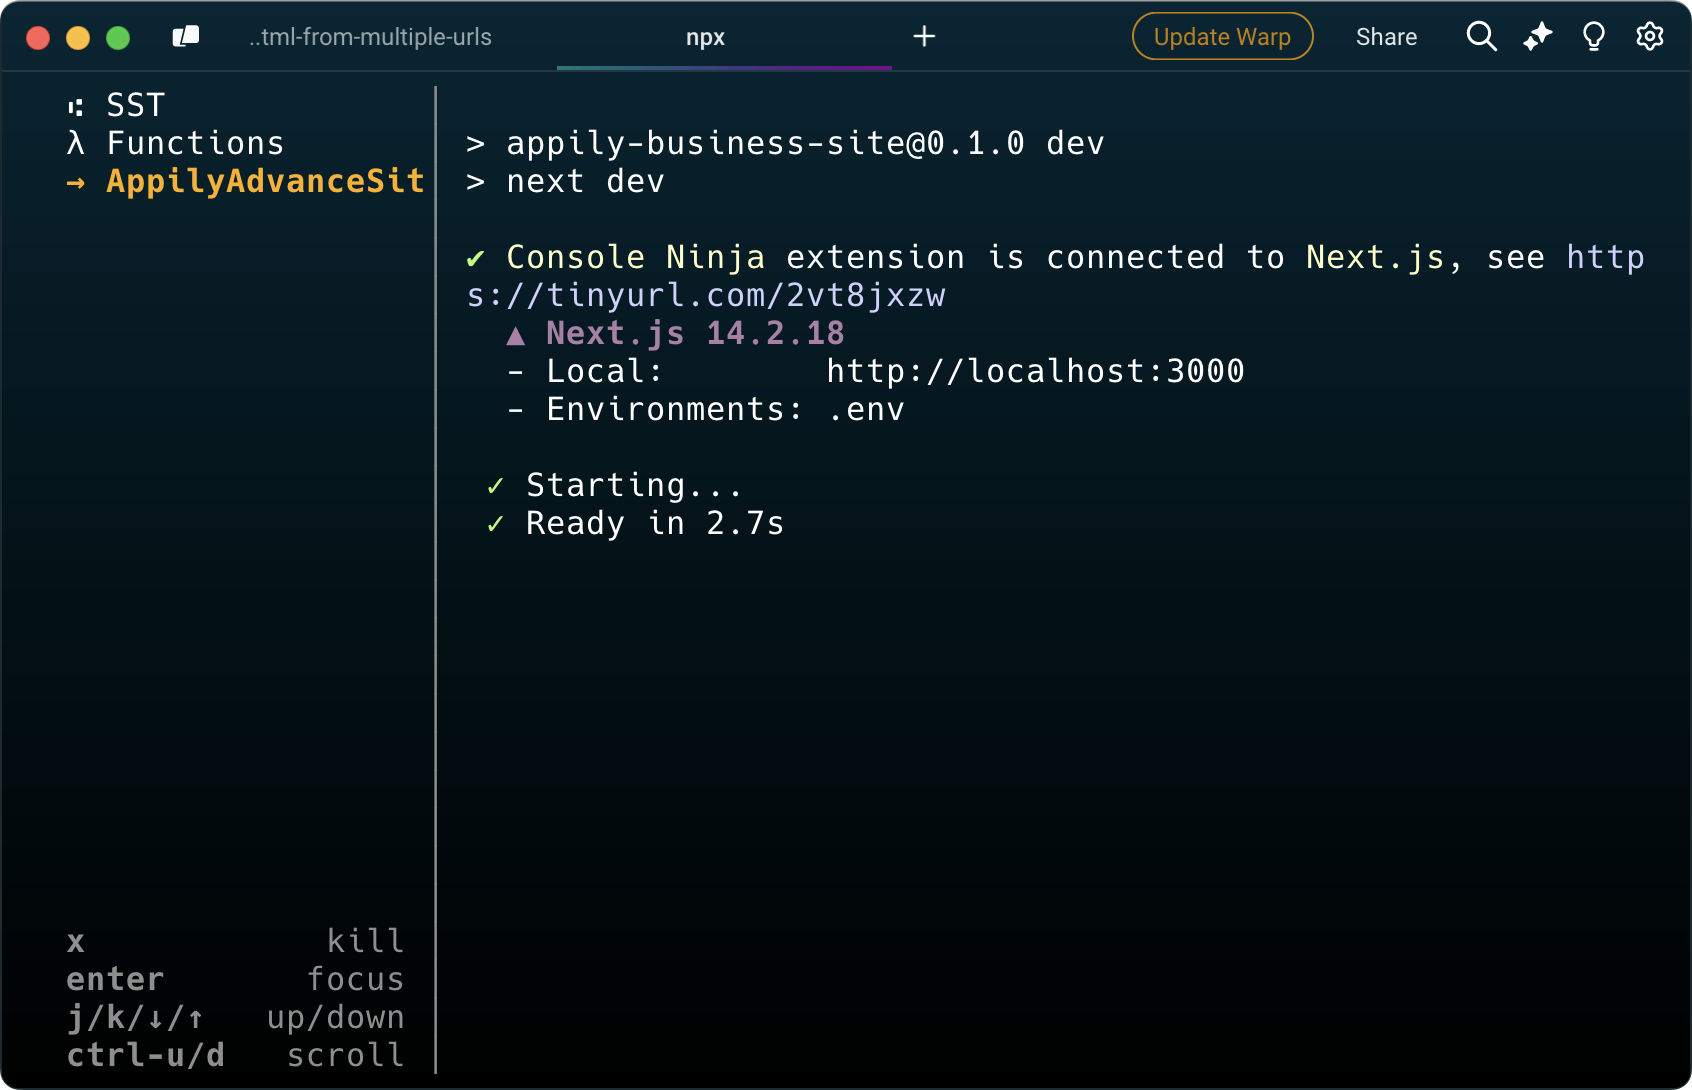 ..tml-from-multiple-urls
npx
+
Update Warp
Share
SST
λ Functions
→ AppilyAdvanceSit
> appily-business-site@0.1.0 dev
> next dev
✔ Console Ninja extension is connected to Next.js, see http
s://tinyurl.com/2vt8jxzw
▲ Next.js 14.2.18
- Local: http://localhost:3000
- Environments: .env
✓ Starting...
✓ Ready in 2.7s
x kill
enter focus
j/k/↓/↑ up/down
ctrl-u/d scroll